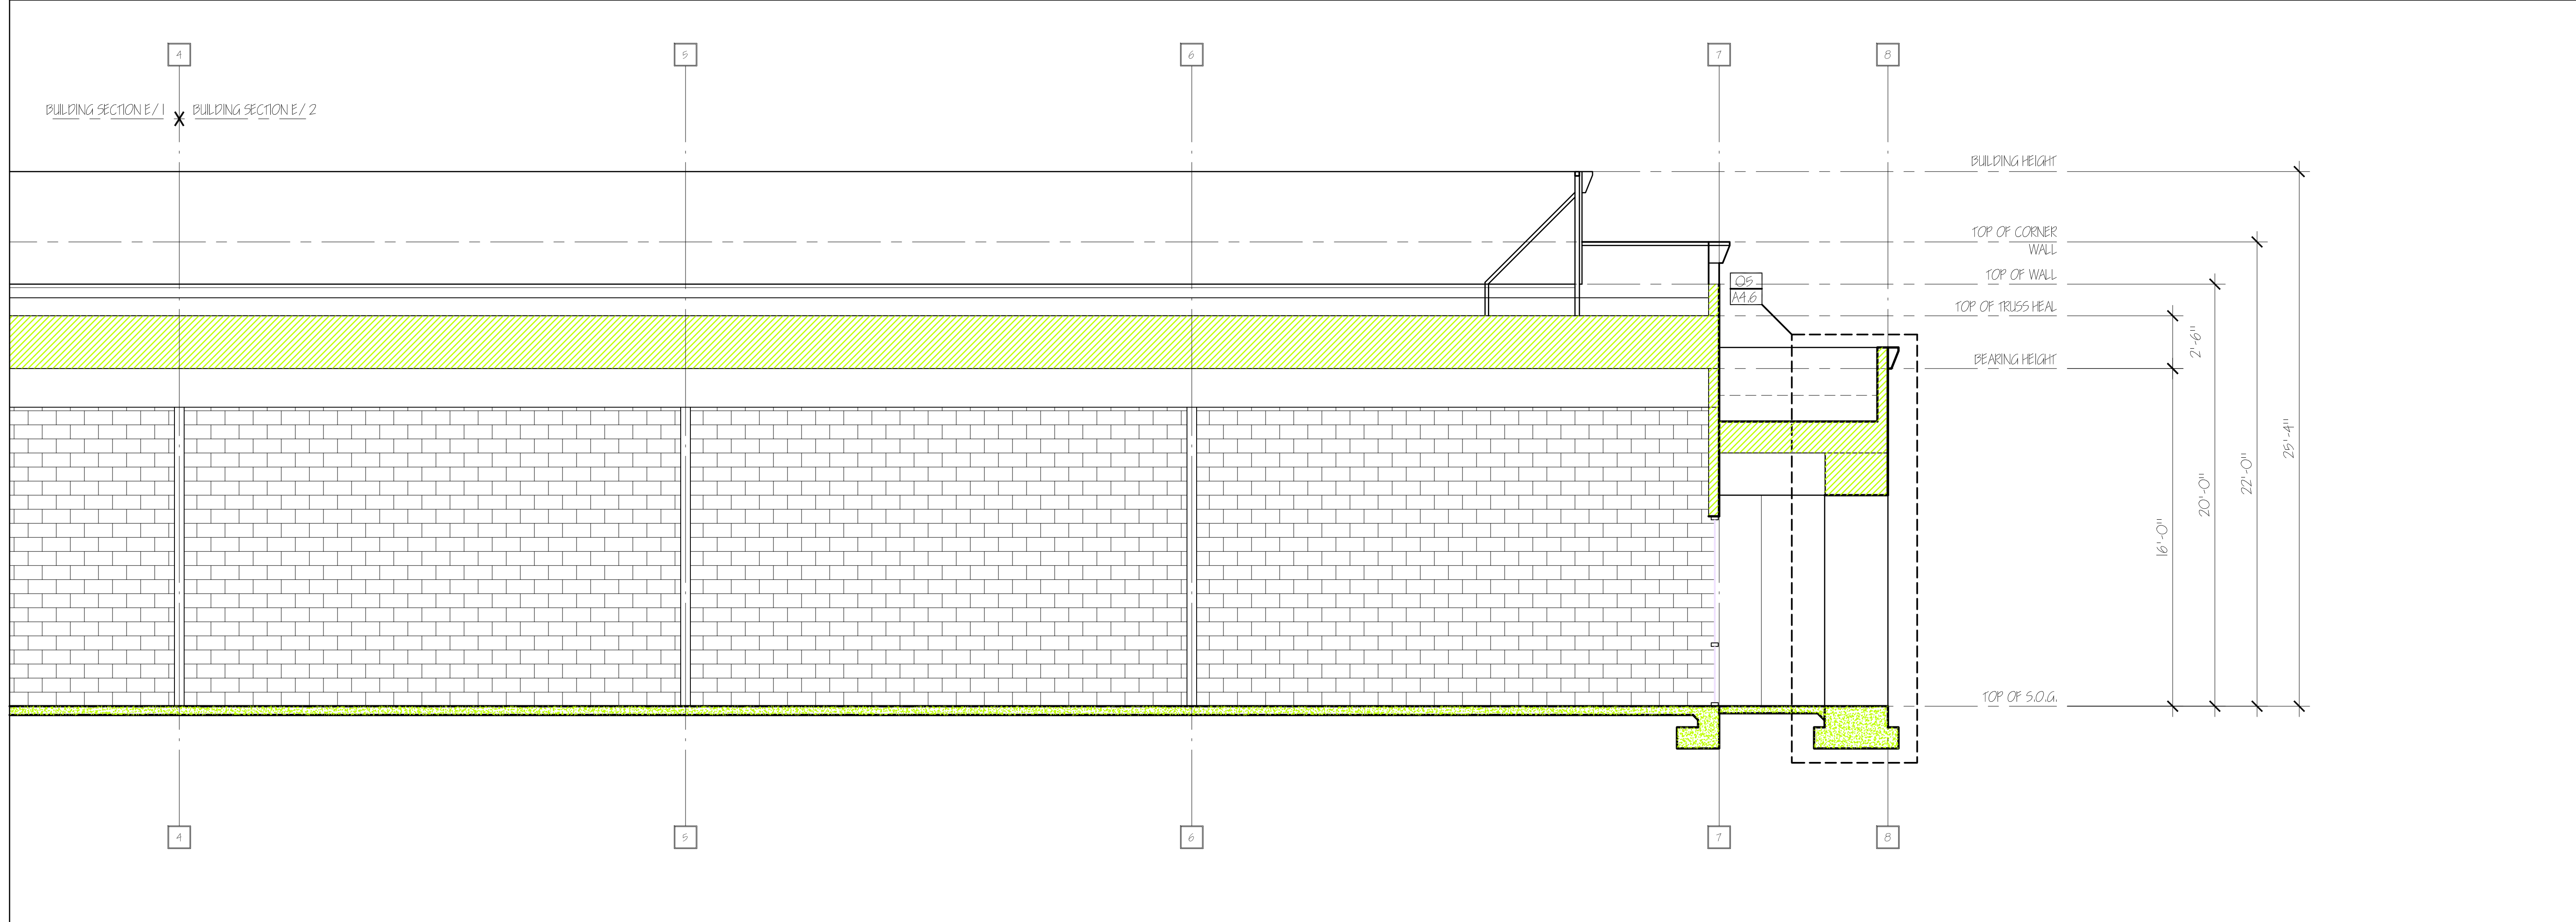 4 5 6 7 8
BUILDING SECTION E/ 1 BUILDING SECTION E/ 2
BUILDING HEIGHT
TOP OF CORNER
WALL
TOP OF WALL
05
A4.6
TOP OF TRUSS HEAL
2'-6"
BEARING HEIGHT
25'-4"
22'-0"
20'-0"
16'-0"
TOP OF S.O.G.
4 5 6 7 8